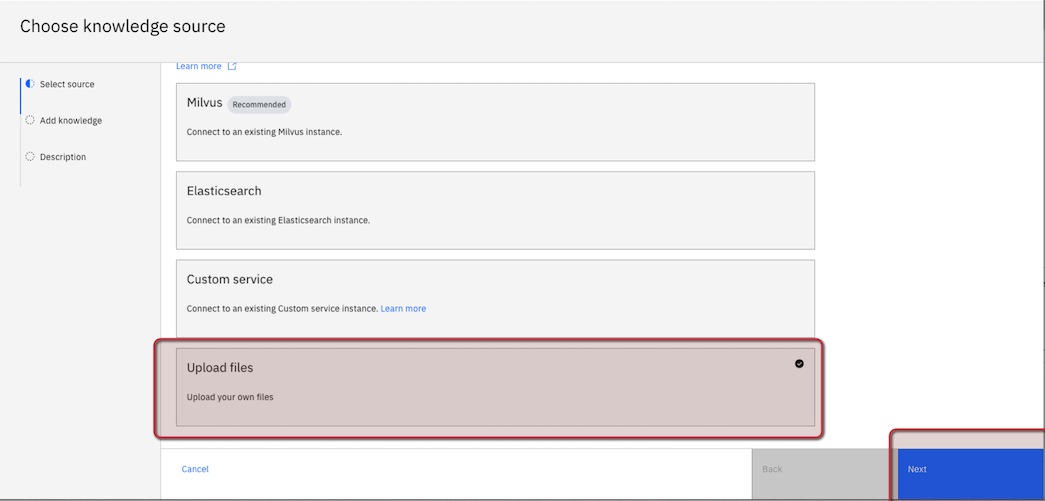 Choose knowledge source
Learn more
Select source
Add knowledge
Description
Milvus Recommended
Connect to an existing Milvus instance.
Elasticsearch
Connect to an existing Elasticsearch instance.
Custom service
Connect to an existing Custom service instance. Learn more
Upload files
Upload your own files
Cancel
Back
Next